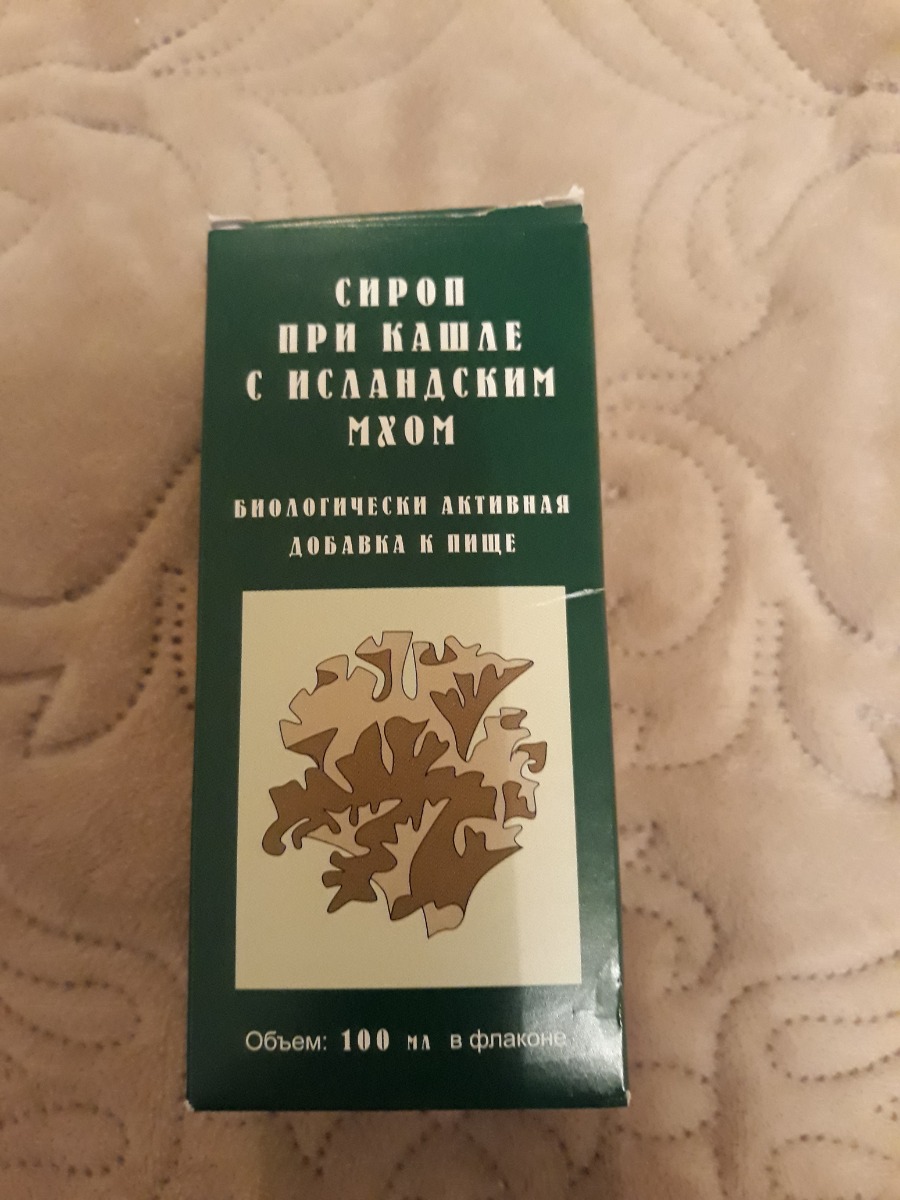 СИРОП
ПРИ КАШЛЕ
С ИСЛАНДСКИМ
МХОМ
БИОЛОГИЧЕСКИ АКТИВНАЯ
ДОБАВКА К ПИЩЕ
Объем: 100 мл в флаконе